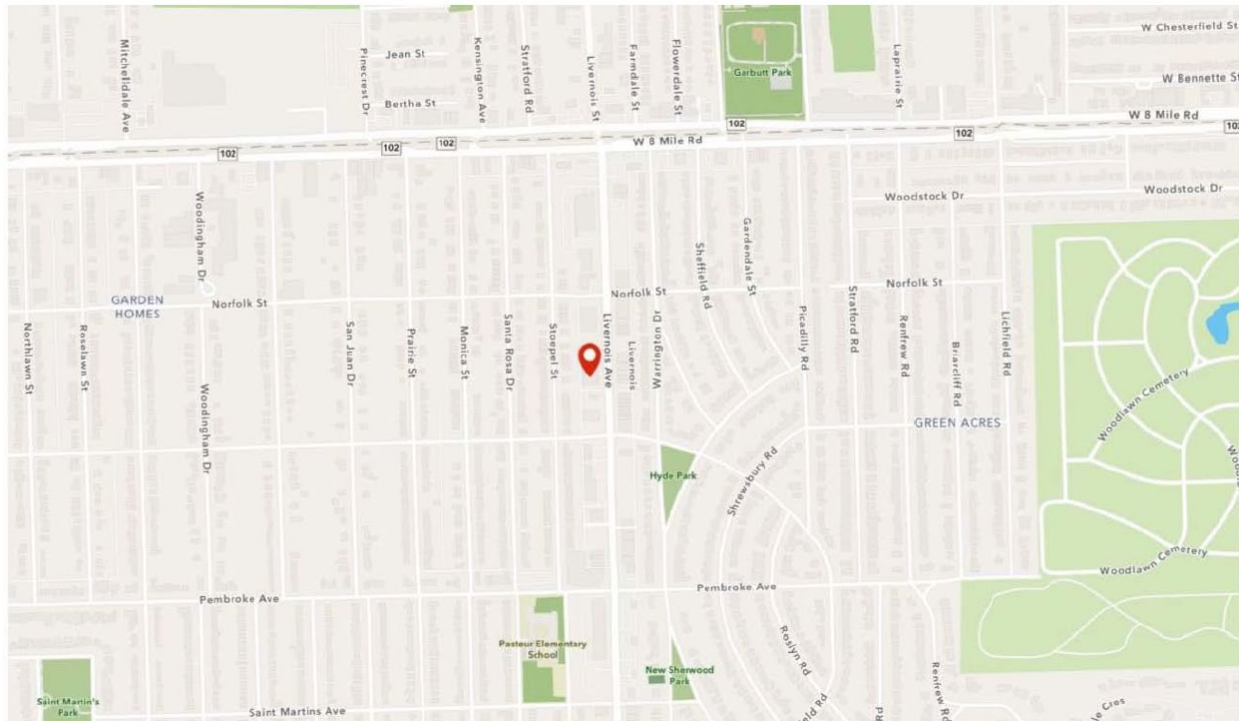 W Chesterfield St
Mitchelldale Ave
Pinecrest Dr
Jean St
Kensington Ave
Stratford Rd
Livernois St
Farmdale St
Flowerdale St
Garbutt Park
Laprairie St
W Bennette St
Bertha St
W 8 Mile Rd
102
102
102
102
W 8 Mile Rd
102
102
Woodingham Dr
Woodstock Dr
Woodstock Dr
Sheffield Rd
Gardendale St
GARDEN
HOMES
Norfolk St
Norfolk St
Norfolk St
Northlawn St
Roselawn St
San Juan Dr
Prairie St
Monica St
Santa Rosa Dr
Stoepel St
Livernois Ave
Livernois
Warrington Dr
Picadilly Rd
Stratford Rd
Renfrew Rd
Briarcliff Rd
Lichfield Rd
Woodlawn Cemetery
Woodingham Dr
GREEN ACRES
Hyde Park
Shrewsbury Rd
Woodlawn Cemetery
Pembroke Ave
Pembroke Ave
Pasteur Elementary
School
New Sherwood
Park
Roslyn Rd
Renfrew Rd
Saint Martin's
Park
Saint Martins Ave
field Rd
le Cres